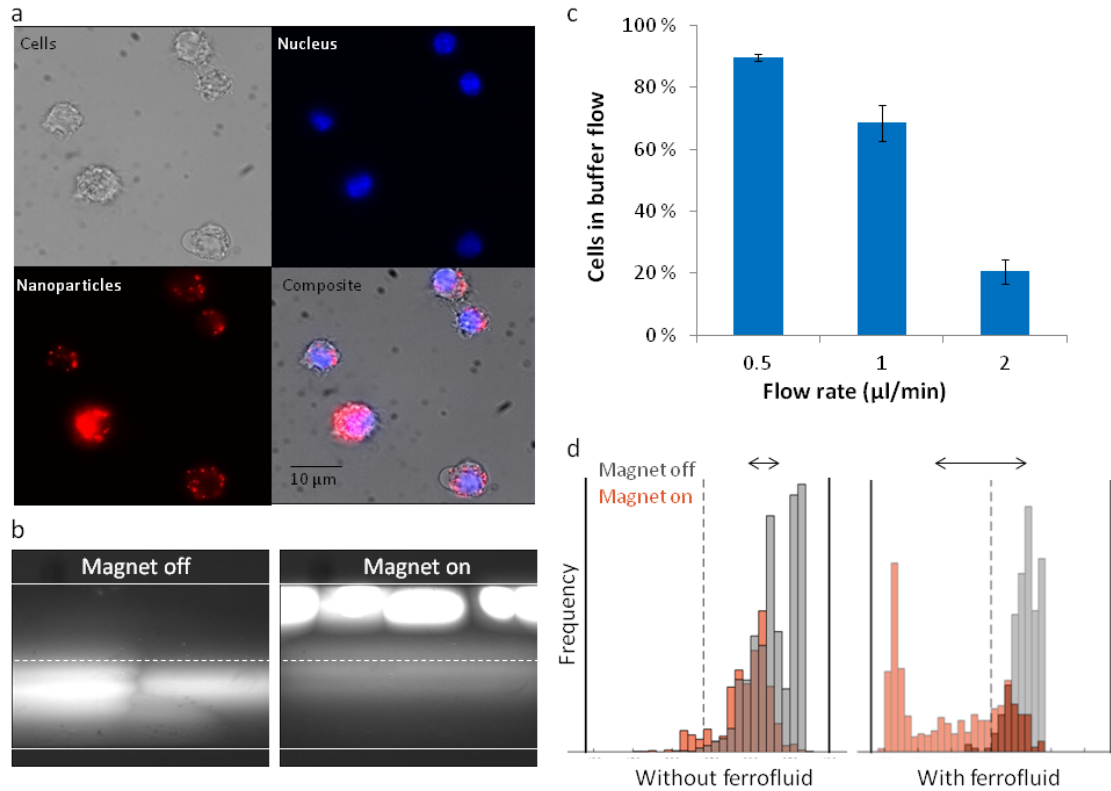 a
Cells
Nucleus
Nanoparticles
Composite
10 µm
b
Magnet off
Magnet on
c
100 %
80 %
60 %
40 %
20 %
0 %
Cells in buffer flow
0.5
1
2
Flow rate (µl/min)
d
Magnet off
Magnet on
Frequency
Without ferrofluid
With ferrofluid